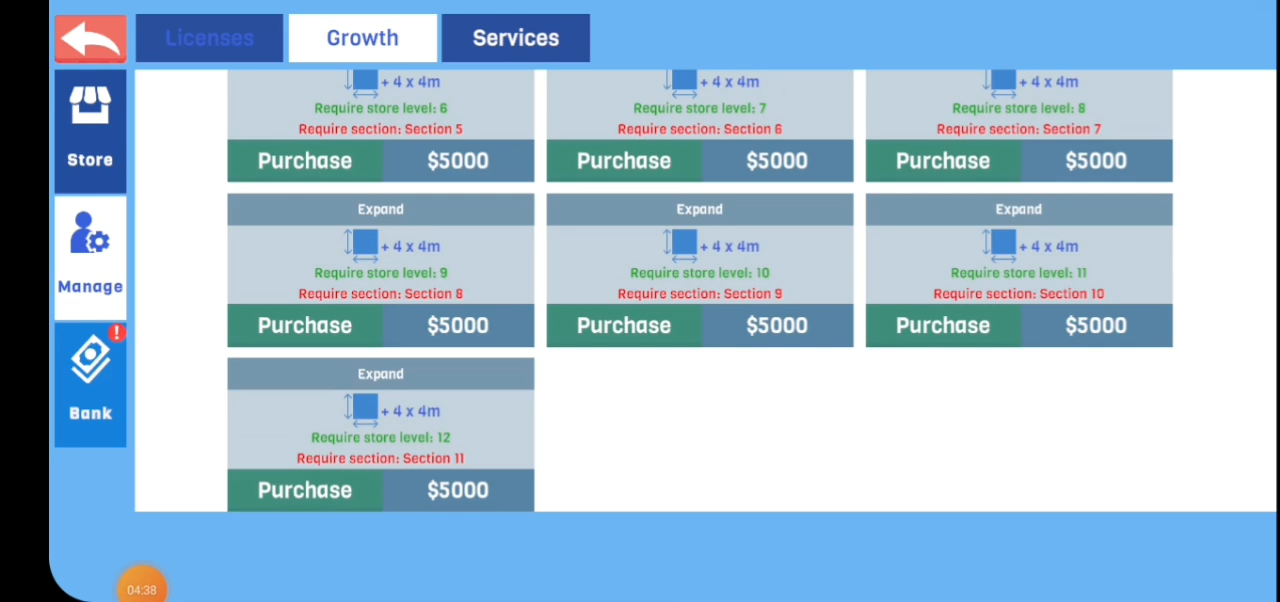 Licenses
Growth
Services
Store
Manage
Bank
!
+ 4 x 4m
Require store level: 6
Require section: Section 5
Purchase
$5000
+ 4 x 4m
Require store level: 7
Require section: Section 6
Purchase
$5000
+ 4 x 4m
Require store level: 8
Require section: Section 7
Purchase
$5000
Expand
+ 4 x 4m
Require store level: 9
Require section: Section 8
Purchase
$5000
Expand
+ 4 x 4m
Require store level: 10
Require section: Section 9
Purchase
$5000
Expand
+ 4 x 4m
Require store level: 11
Require section: Section 10
Purchase
$5000
Expand
+ 4 x 4m
Require store level: 12
Require section: Section 11
Purchase
$5000
04:38